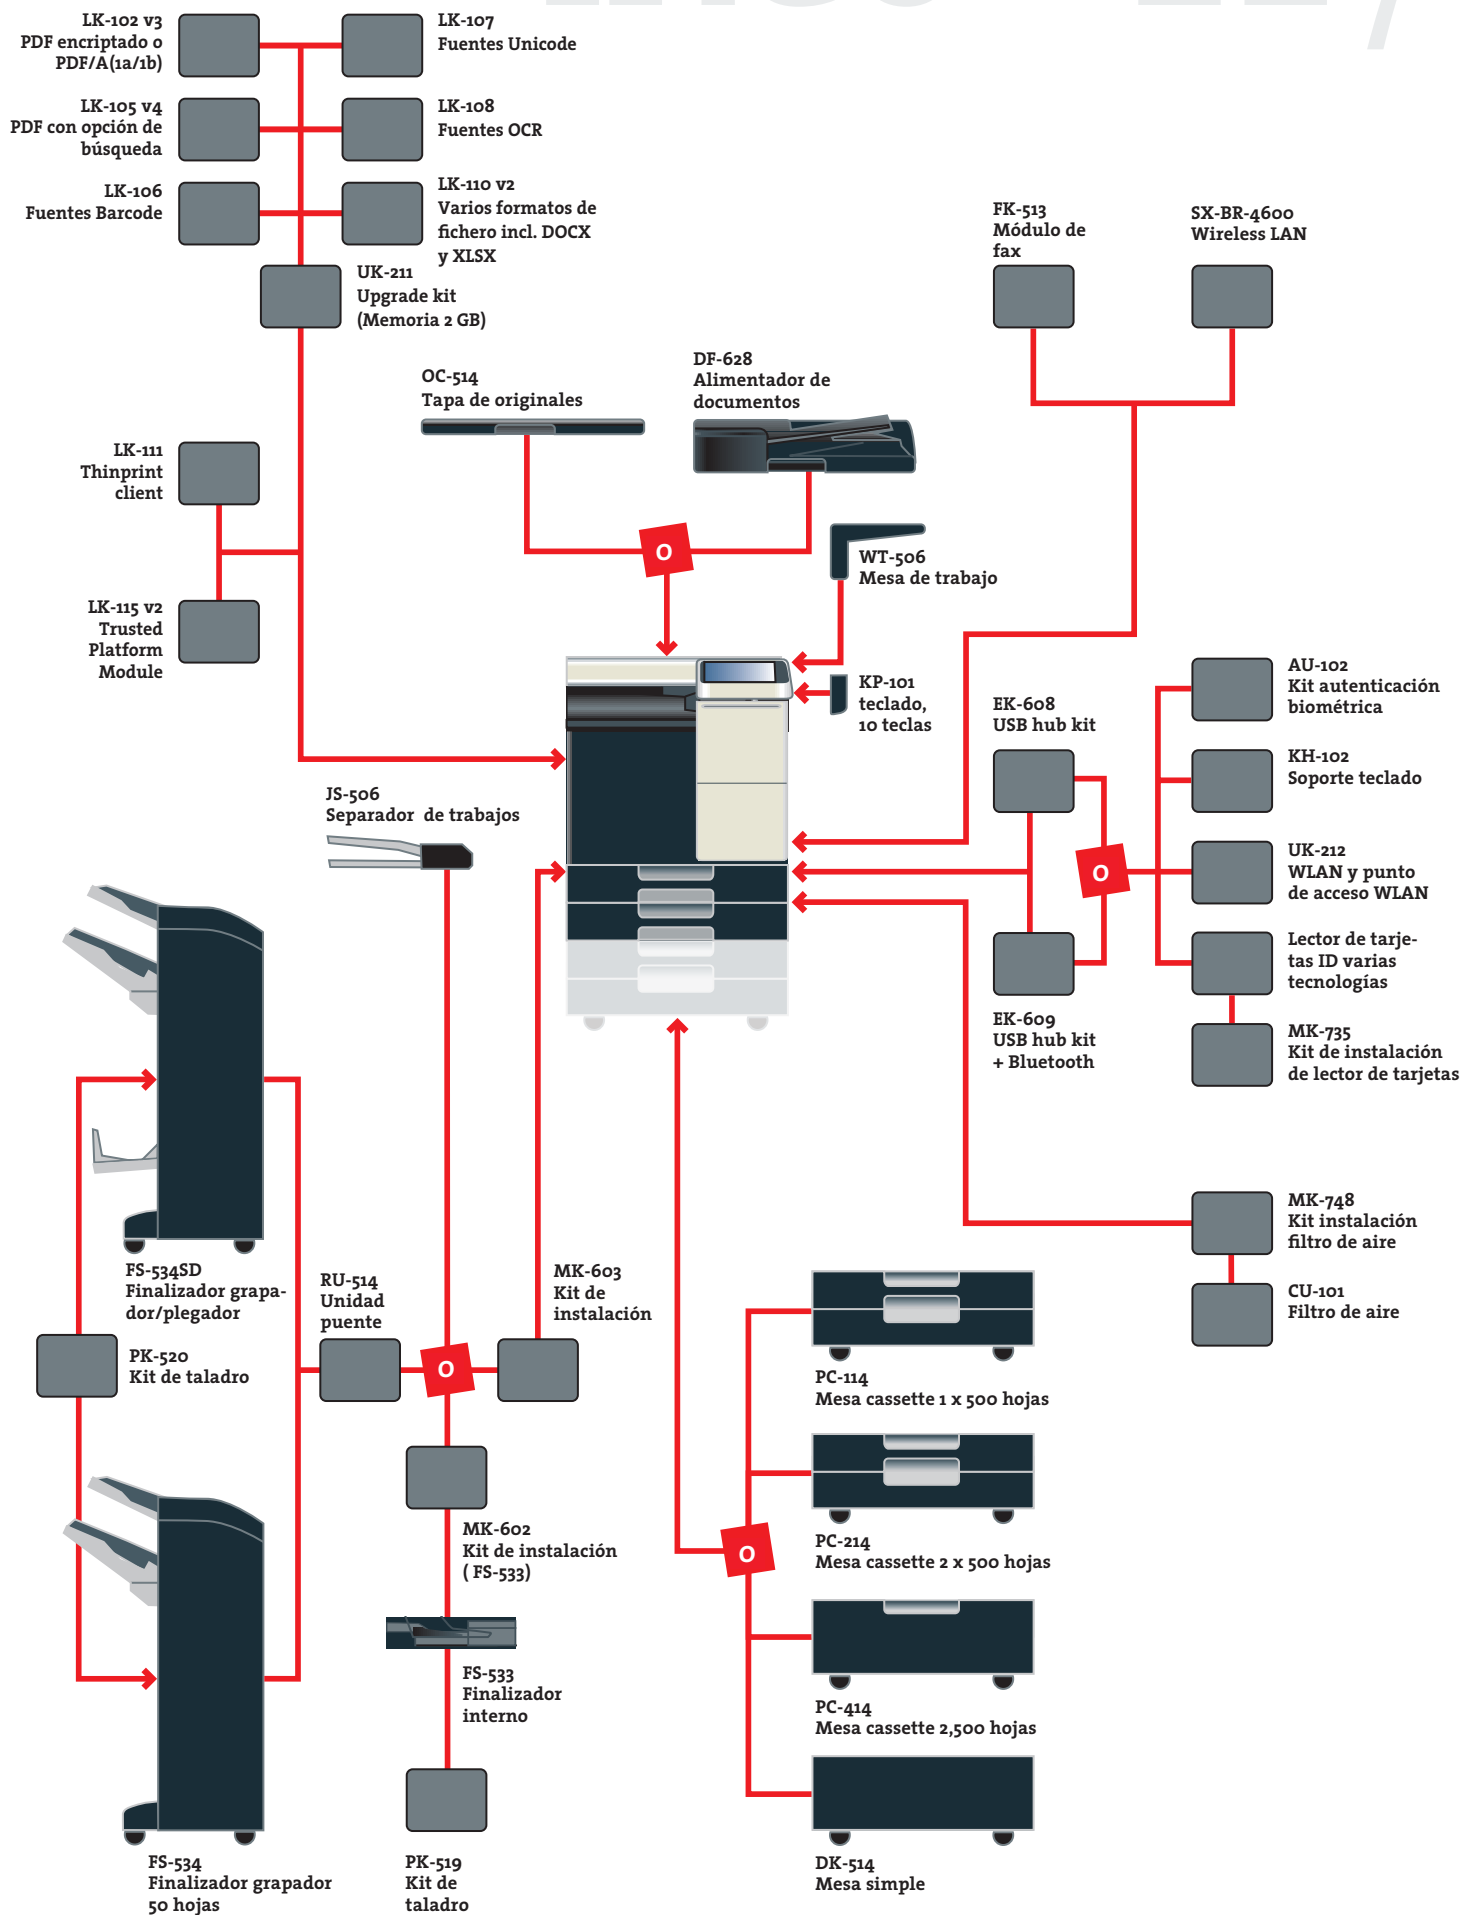 LK-102 v3
PDF encriptado o
PDF/A(1a/1b)
LK-107
Fuentes Unicode
LK-105 v4
PDF con opción de
búsqueda
LK-108
Fuentes OCR
LK-106
Fuentes Barcode
LK-110 v2
Varios formatos de
fichero incl. DOCX
y XLSX
UK-211
Upgrade kit
(Memoria 2 GB)
FK-513
Módulo de
fax
SX-BR-4600
Wireless LAN
OC-514
Tapa de originales
DF-628
Alimentador de
documentos
LK-111
Thinprint
client
O
WT-506
Mesa de trabajo
LK-115 v2
Trusted
Platform
Module
KP-101
teclado,
10 teclas
EK-608
USB hub kit
AU-102
Kit autenticación
biométrica
KH-102
Soporte teclado
JS-506
Separador de trabajos
O
UK-212
WLAN y punto
de acceso WLAN
Lector de tarje-
tas ID varias
tecnologías
EK-609
USB hub kit
+ Bluetooth
MK-735
Kit de instalación
de lector de tarjetas
MK-748
Kit instalación
filtro de aire
CU-101
Filtro de aire
FS-534SD
Finalizador grapa-
dor/plegador
RU-514
Unidad
puente
MK-603
Kit de
instalación
PK-520
Kit de taladro
O
PC-114
Mesa cassette 1 x 500 hojas
MK-602
Kit de instalación
( FS-533)
O
PC-214
Mesa cassette 2 x 500 hojas
FS-533
Finalizador
interno
PC-414
Mesa cassette 2,500 hojas
FS-534
Finalizador grapador
50 hojas
PK-519
Kit de
taladro
DK-514
Mesa simple